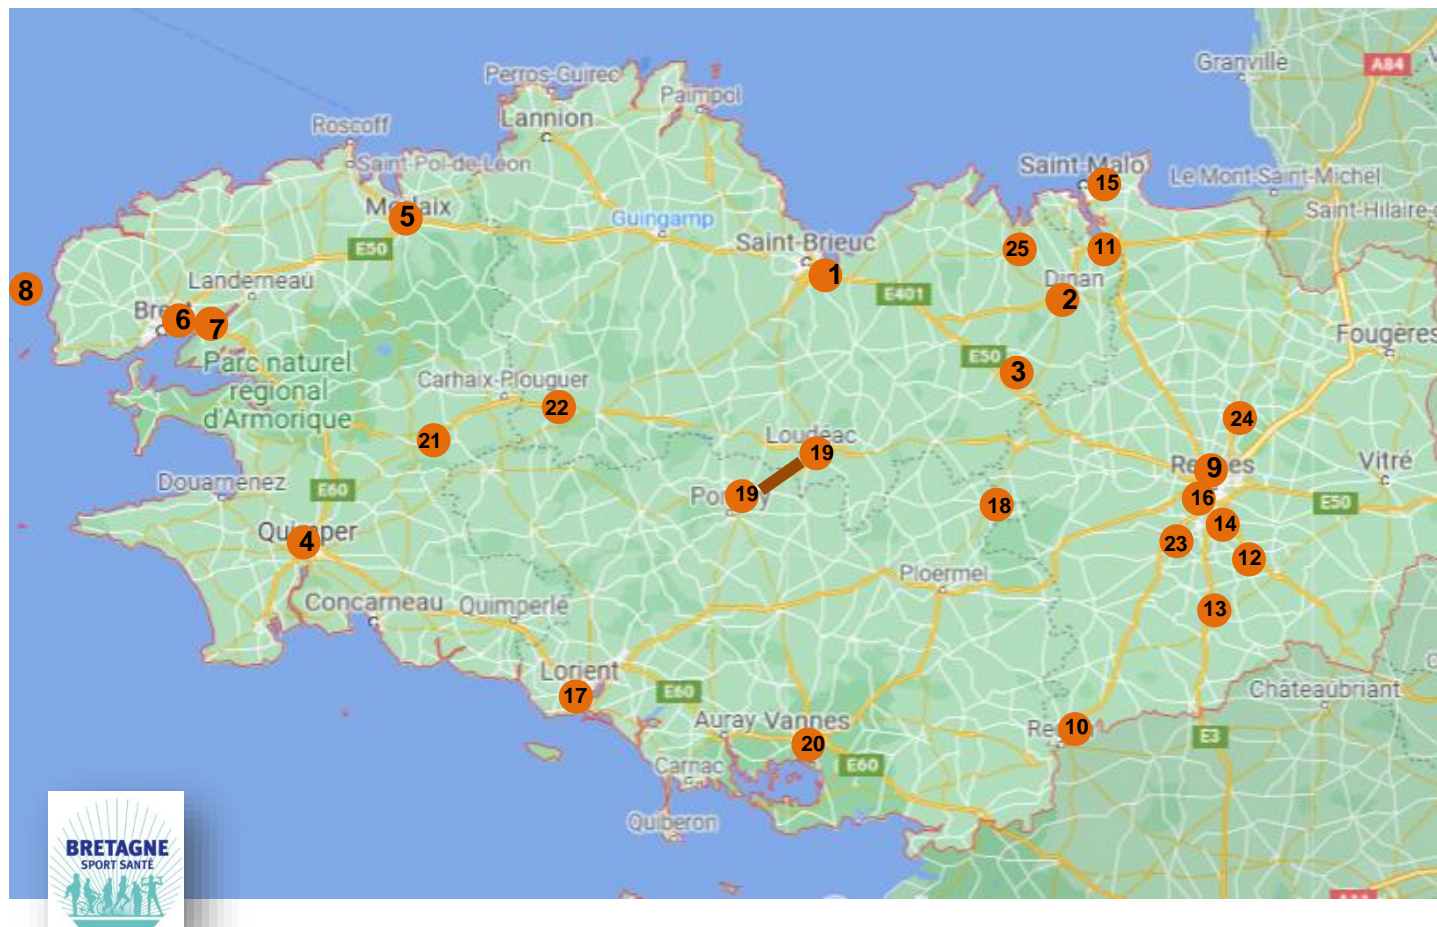 Granville
A84
Perros-Guirec
Paimpol
Lannion
Roscoff
Saint-Pol-de-Léon
Saint-Malo
15
Le Mont-Saint-Michel
Saint-Hilaire-
5
Guingamp
E50
Saint-Brieuc
25
11
8
Landerneau
1
Dinan
E401
2
6
7
Fougères
Parc naturel
régional
d'Armorique
E50
3
Carhaix-Plouguer
22
24
21
Loudéac
19
Vitré
9
Douarnenez
E60
19
16
18
E50
14
4
23
12
Ploermel
Concarneau
Quimperlé
13
Lorient
17
E60
Châteaubriant
Auray
Vannes
10
20
E3
Carnac
E60
Quiberon
BRETAGNE
SPORT SANTÉ